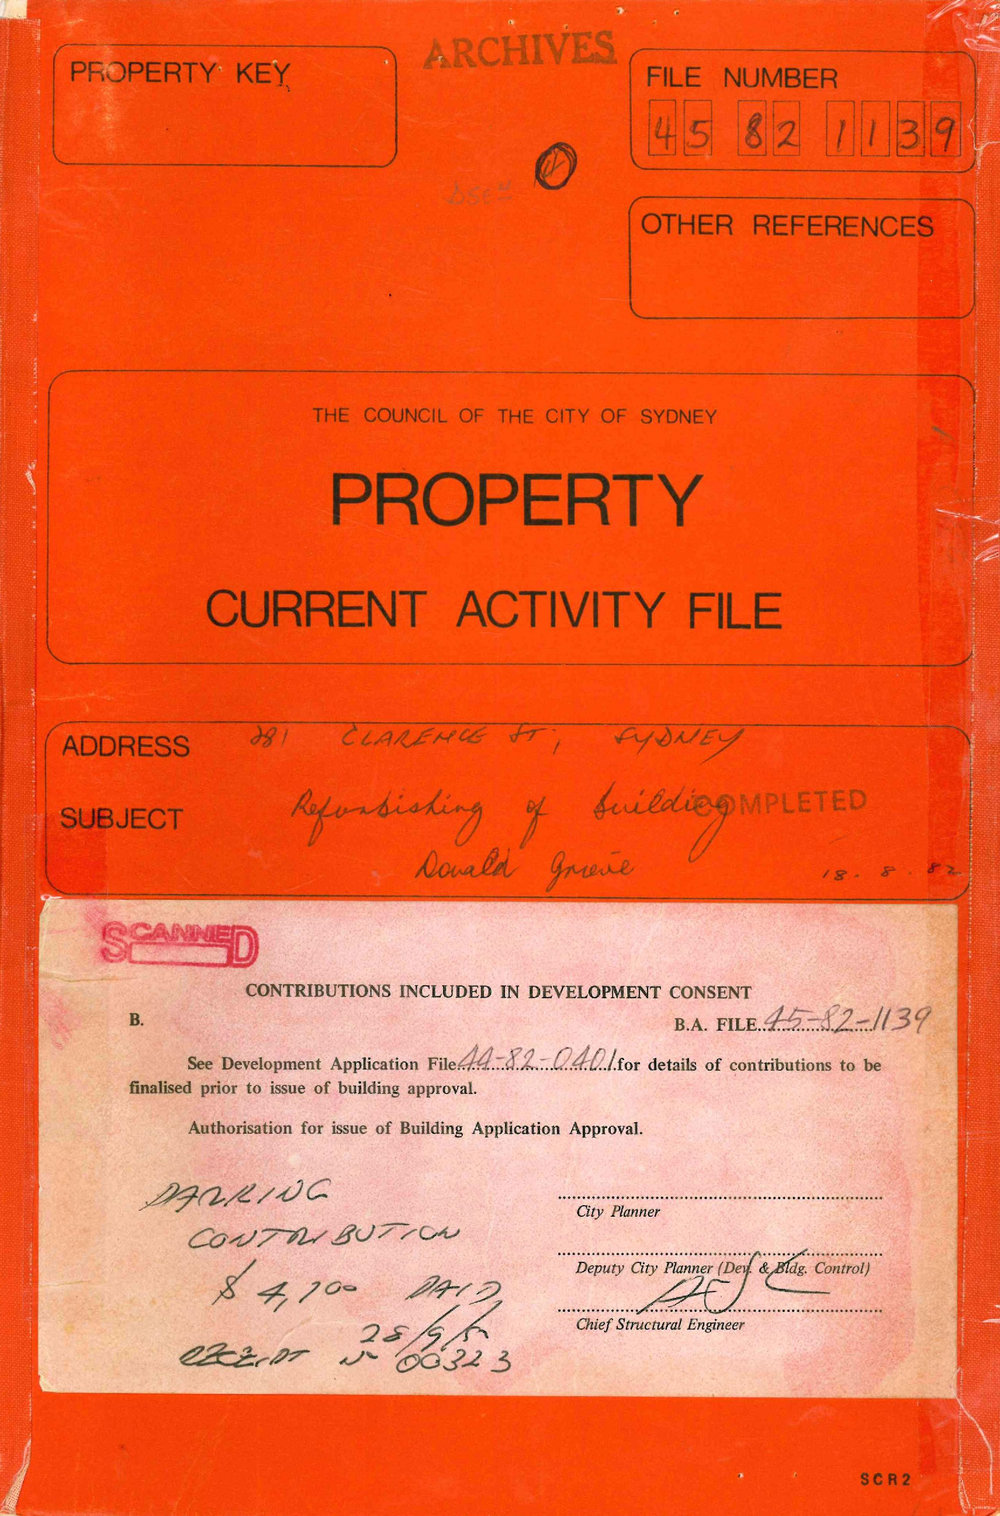 ARCHIVES
PROPERTY KEY
FILE NUMBER
45 82 1139
OTHER REFERENCES
THE COUNCIL OF THE CITY OF SYDNEY
PROPERTY
CURRENT ACTIVITY FILE
ADDRESS 381 CLARENCE ST, SYDNEY
SUBJECT Refurbishing of building
COMPLETED
Donald Grieve
18.8.82
SCANNED
CONTRIBUTIONS INCLUDED IN DEVELOPMENT CONSENT
B.
B.A. FILE 45-82-1139
See Development Application File 44-82-0401 for details of contributions to be
finalised prior to issue of building approval.
Authorisation for issue of Building Application Approval.
PARKING
CONTRIBUTION
$ 4,700 PAID
28/9/82
RECEIPT No 00323
City Planner
Deputy City Planner (Dev. & Bldg. Control)
Chief Structural Engineer
SCR2